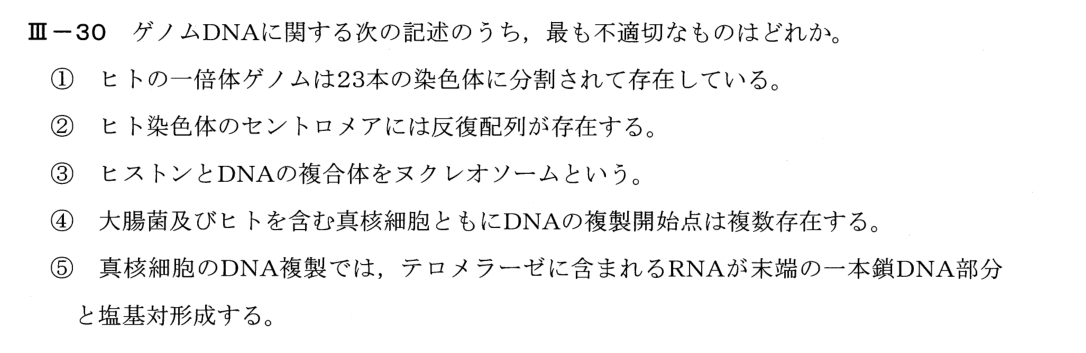 Ⅲ－30　ゲノムDNAに関する次の記述のうち，最も不適切なものはどれか。
①　ヒトの一倍体ゲノムは23本の染色体に分割されて存在している。
②　ヒト染色体のセントロメアには反復配列が存在する。
③　ヒストンとDNAの複合体をヌクレオソームという。
④　大腸菌及びヒトを含む真核細胞ともにDNAの複製開始点は複数存在する。
⑤　真核細胞のDNA複製では，テロメラーゼに含まれるRNAが末端の一本鎖DNA部分
と塩基対形成する。